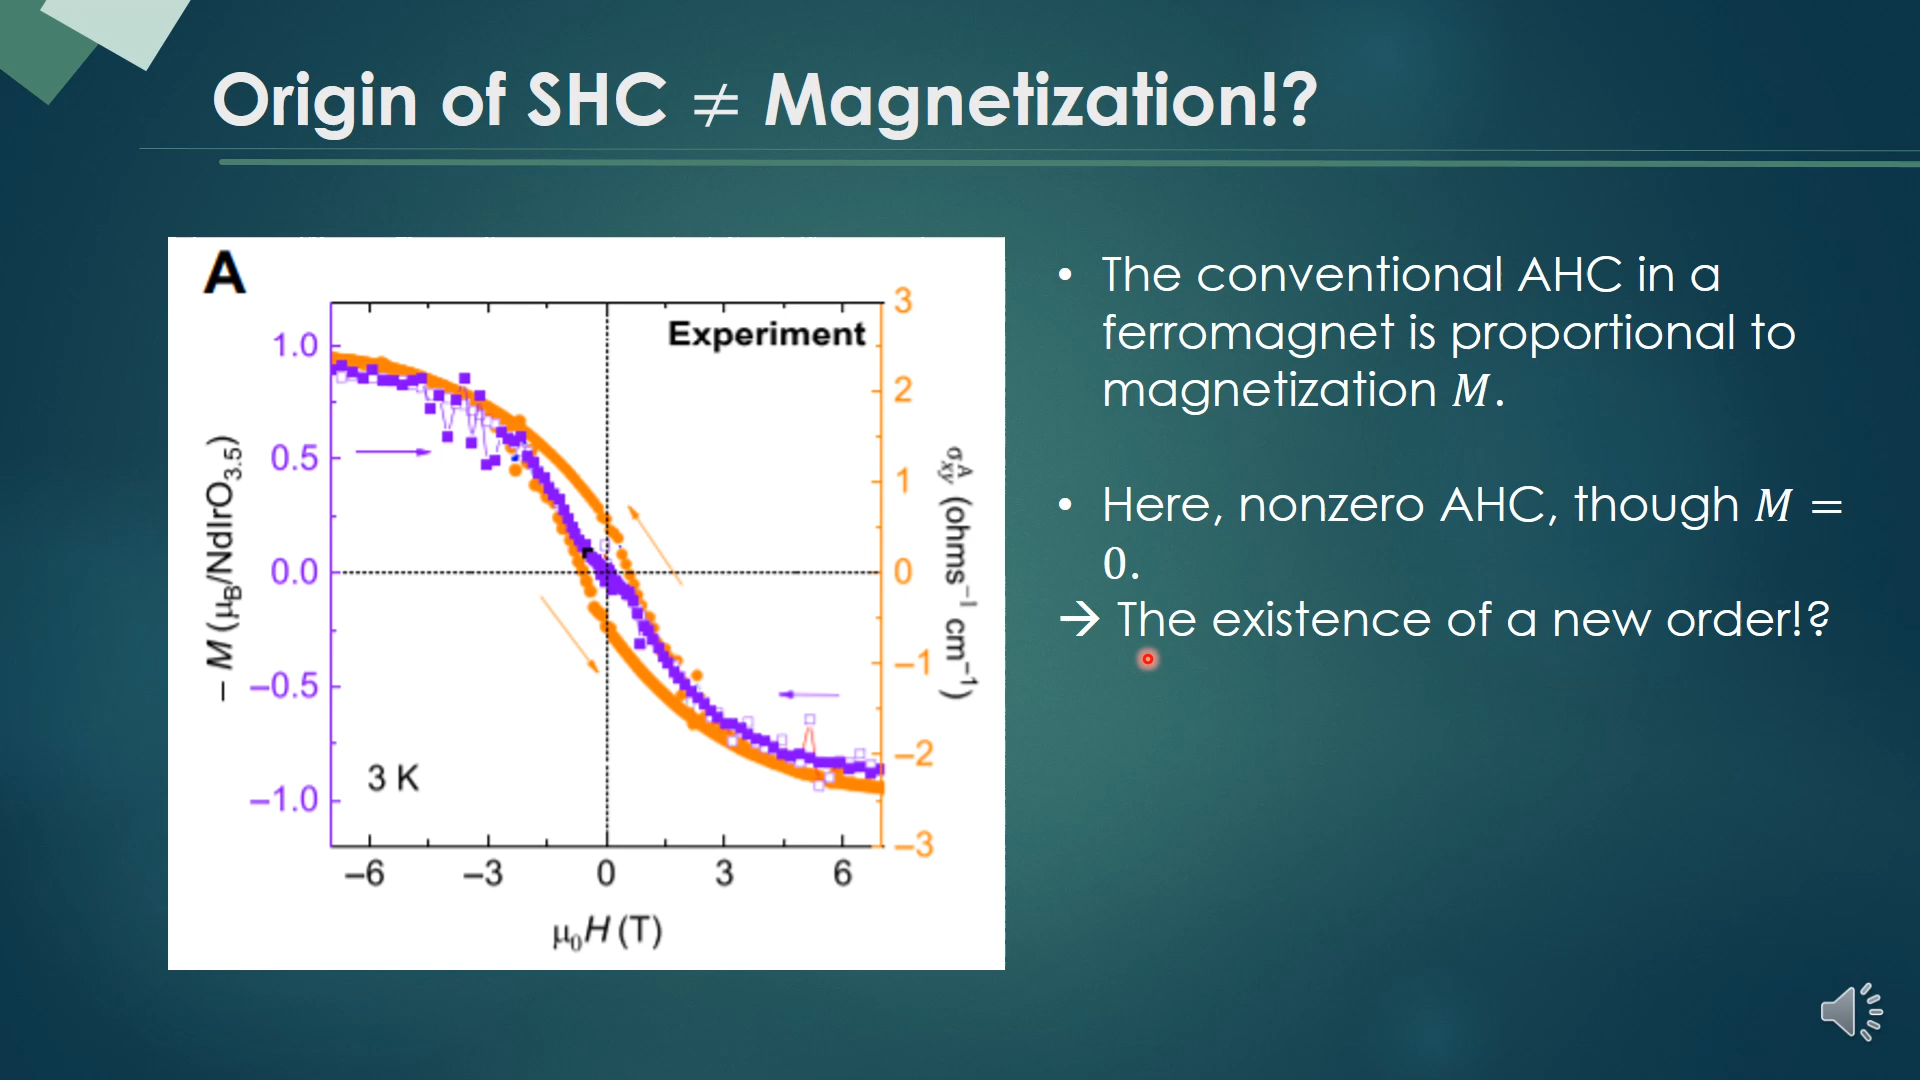 Origin of SHC ≠ Magnetization!?
A
Experiment
3 K
1.0
0.5
0.0
−0.5
−1.0
− M (μB/NdIrO3.5)
3
2
1
0
−1
−2
−3
σxyA (ohms−1 cm−1)
−6 −3 0 3 6
μ0H (T)
• The conventional AHC in a
ferromagnet is proportional to
magnetization M.
• Here, nonzero AHC, though M =
0.
→ The existence of a new order!?